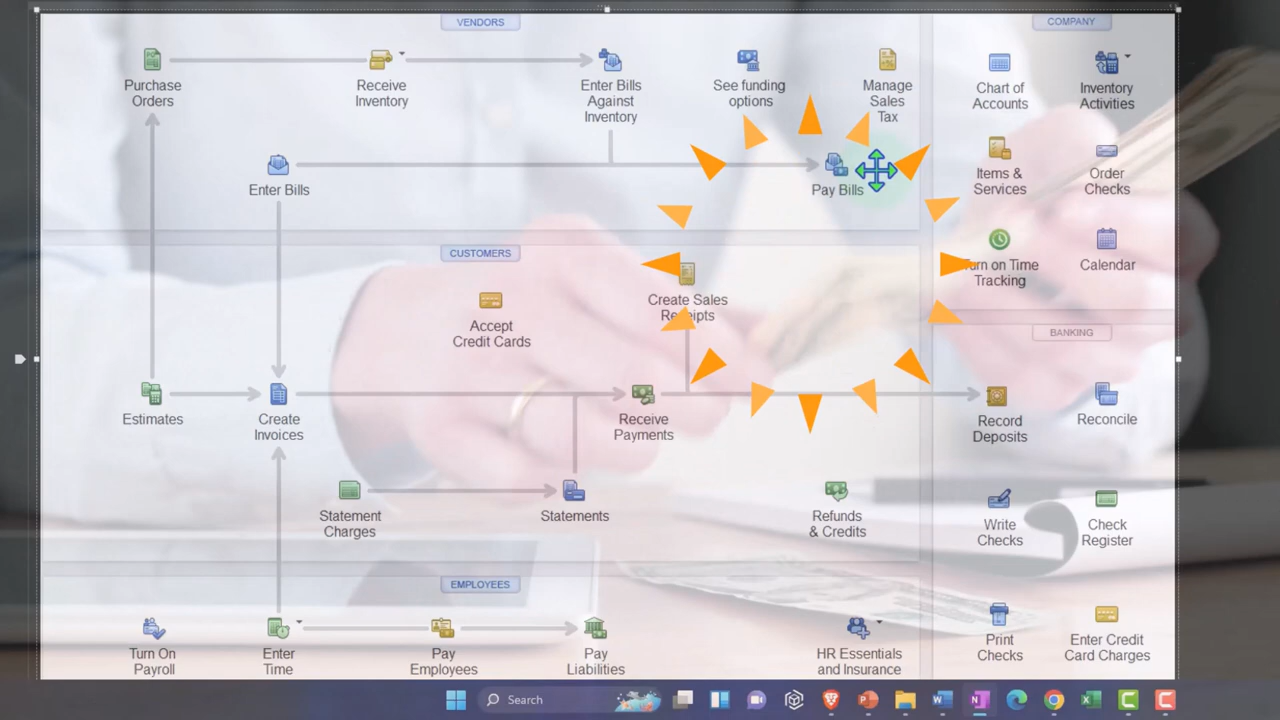 VENDORS
Purchase
Orders
Receive
Inventory
Enter Bills
Against
Inventory
See funding
options
Manage
Sales
Tax
Enter Bills
Pay Bills
COMPANY
Chart of
Accounts
Inventory
Activities
Items &
Services
Order
Checks
Turn on Time
Tracking
Calendar
CUSTOMERS
Accept
Credit Cards
Create Sales
Receipts
Estimates
Create
Invoices
Receive
Payments
Statement
Charges
Statements
Refunds
& Credits
BANKING
Record
Deposits
Reconcile
Write
Checks
Check
Register
Print
Checks
Enter Credit
Card Charges
EMPLOYEES
Turn On
Payroll
Enter
Time
Pay
Employees
Pay
Liabilities
HR Essentials
and Insurance
Search